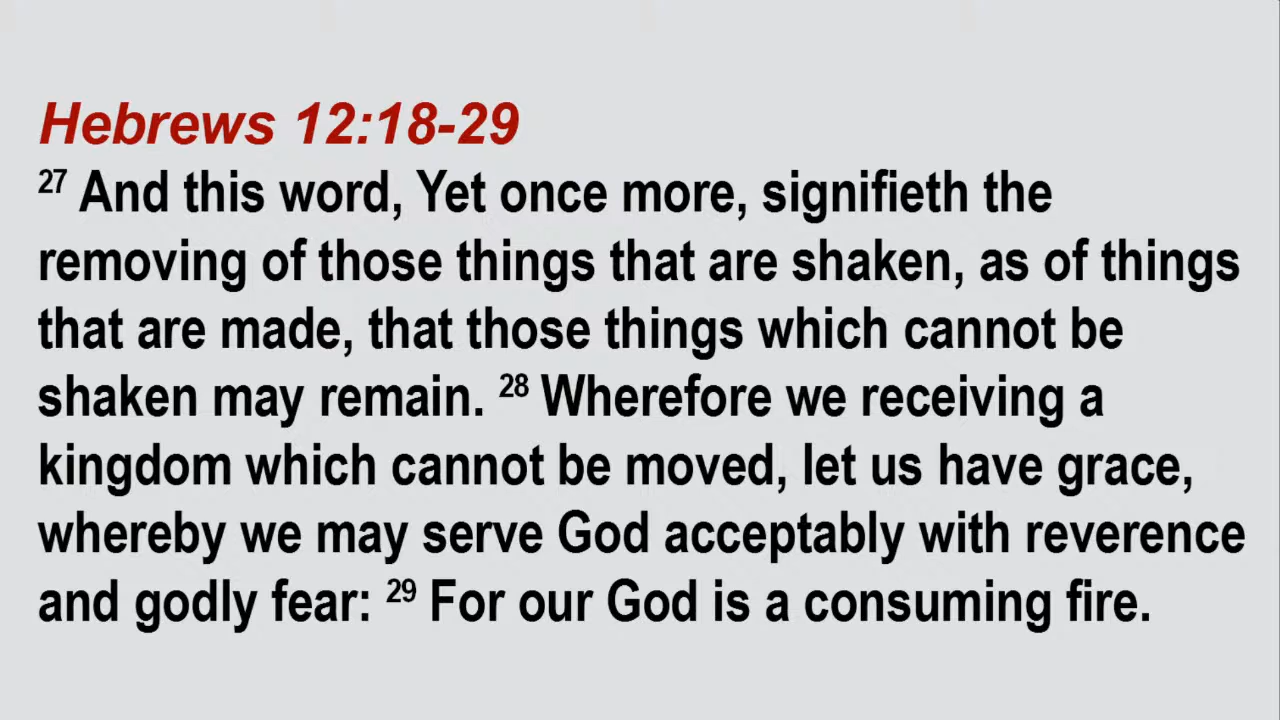 Hebrews 12:18-29
27 And this word, Yet once more, signifieth the
removing of those things that are shaken, as of things
that are made, that those things which cannot be
shaken may remain. 28 Wherefore we receiving a
kingdom which cannot be moved, let us have grace,
whereby we may serve God acceptably with reverence
and godly fear: 29 For our God is a consuming fire.